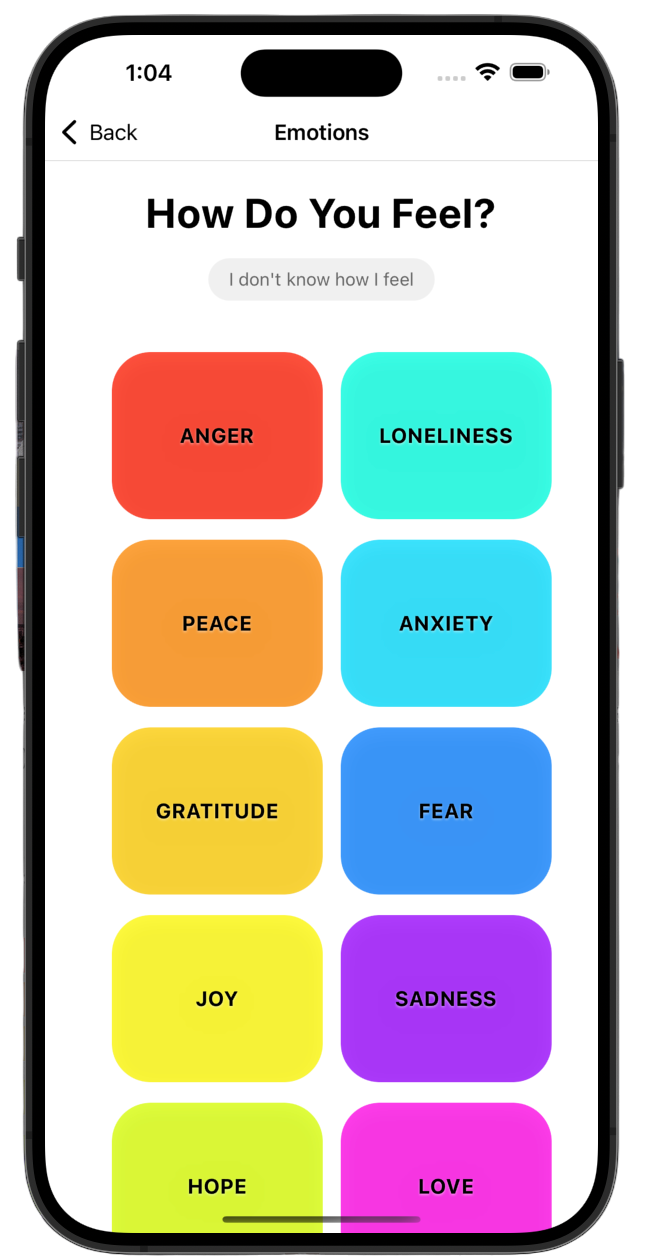 1:04
Back
Emotions
How Do You Feel?
I don't know how I feel
ANGER
LONELINESS
PEACE
ANXIETY
GRATITUDE
FEAR
JOY
SADNESS
HOPE
LOVE